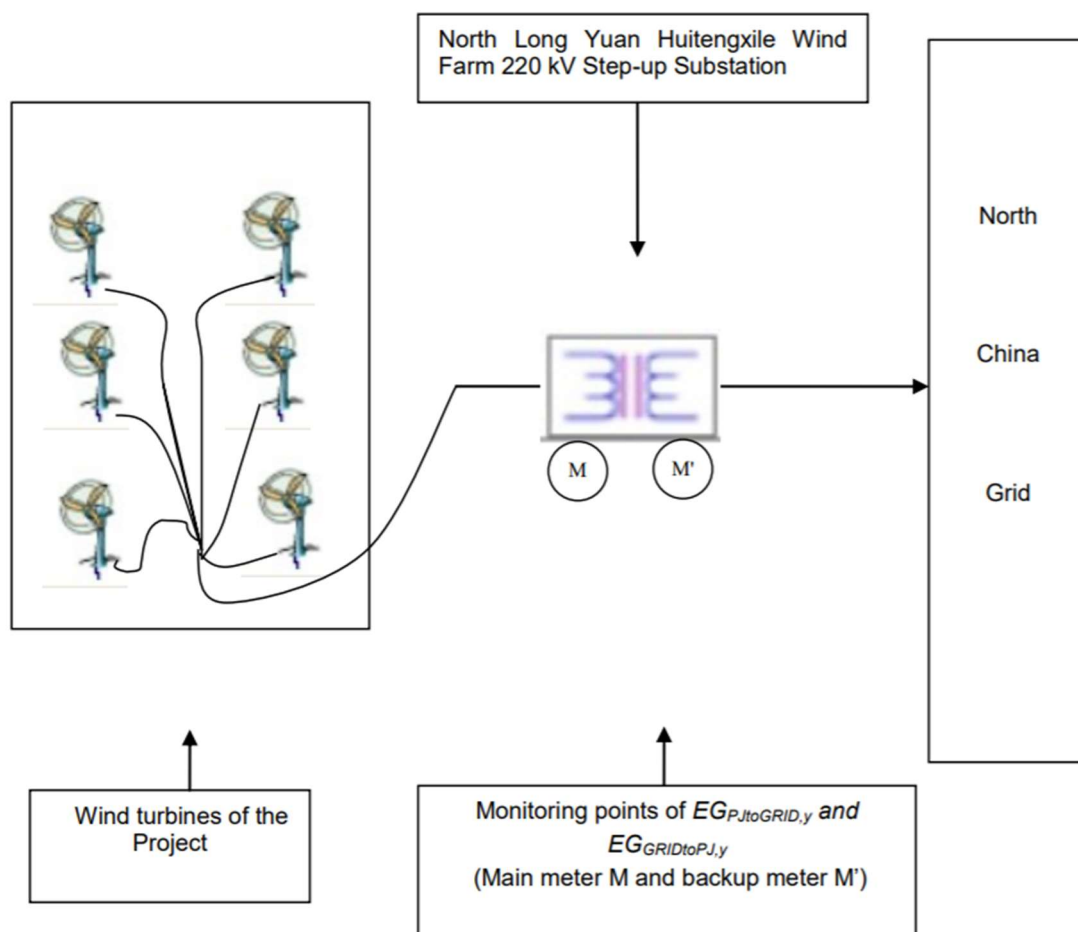 North Long Yuan Huitengxile Wind
Farm 220 kV Step-up Substation
North
China
Grid
M
M'
Wind turbines of the
Project
Monitoring points of EGPJtoGRID,y and
EGGRIDtoPJ,y
(Main meter M and backup meter M’)